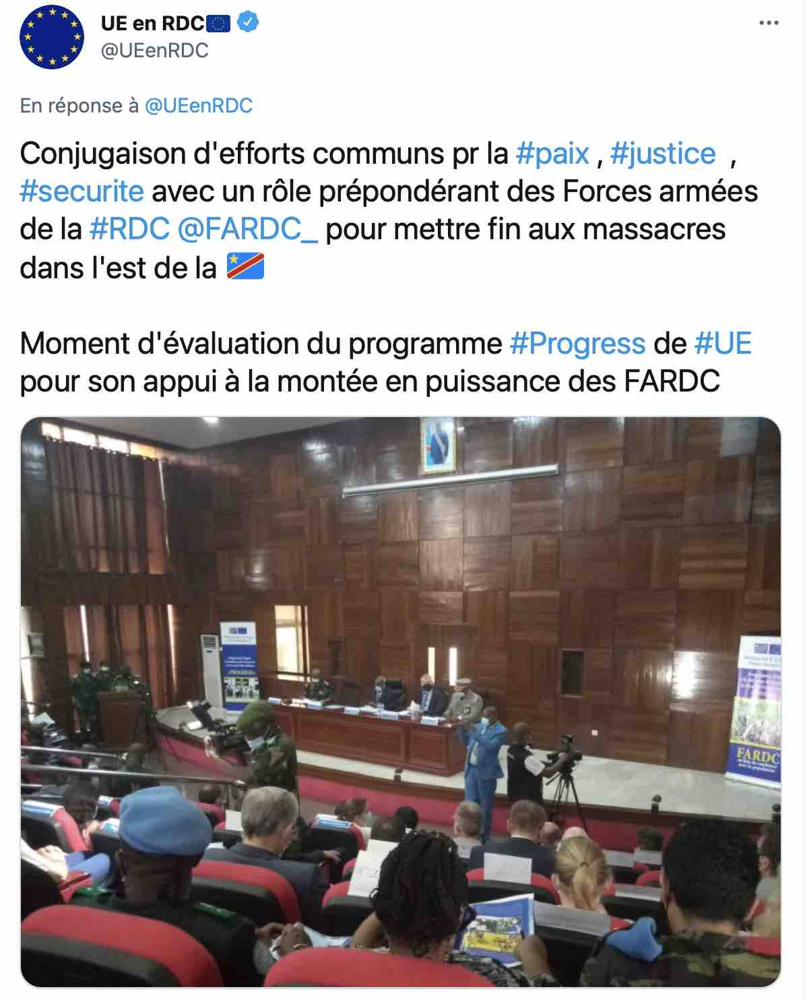 UE en RDC
@UEenRDC
En réponse à @UEenRDC
Conjugaison d'efforts communs pr la #paix , #justice ,
#securite avec un rôle prépondérant des Forces armées
de la #RDC @FARDC_ pour mettre fin aux massacres
dans l'est de la
Moment d'évaluation du programme #Progress de #UE
pour son appui à la montée en puissance des FARDC
FARDC